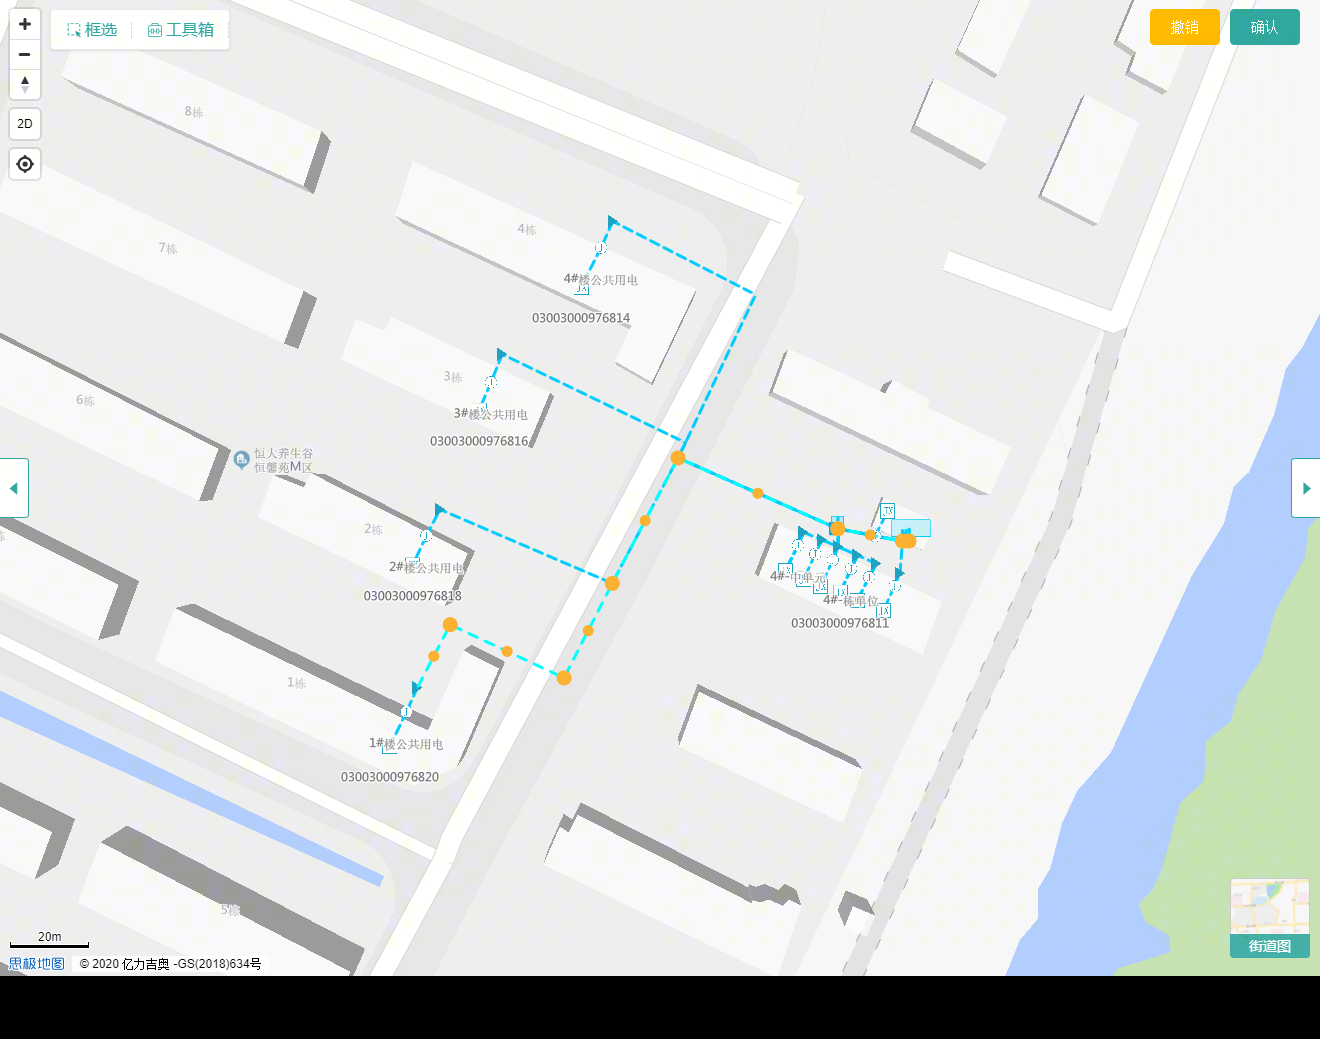 框选
工具箱
撤销
确认
2D
8栋
7栋
4栋
4#楼公共用电
03003000976814
3栋
6栋
3#楼公共用电
03003000976816
恒大养生谷
恒馨苑M区
JX
2栋
2#楼公共用电
03003000976818
4#-中单元
4#-栋单位
JX
03003000976811
1栋
1#楼公共用电
03003000976820
5栋
20m
思极地图
© 2020 亿力吉奥 -GS(2018)634号
街道图